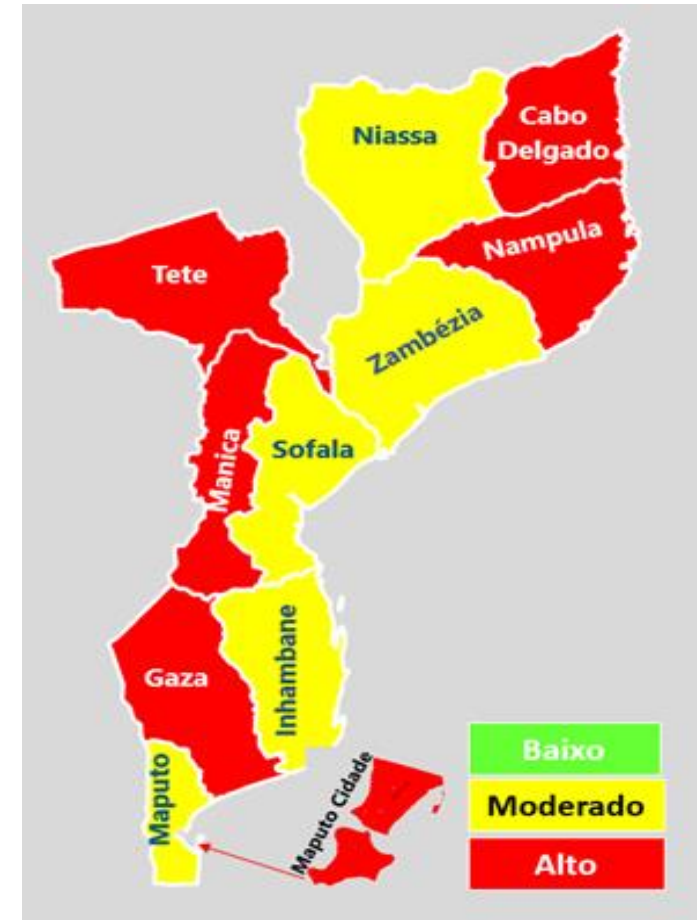 Cabo
Delgado
Niassa
Nampula
Tete
Zambézia
Manica
Sofala
Inhambane
Gaza
Maputo
Maputo Cidade
Baixo
Moderado
Alto